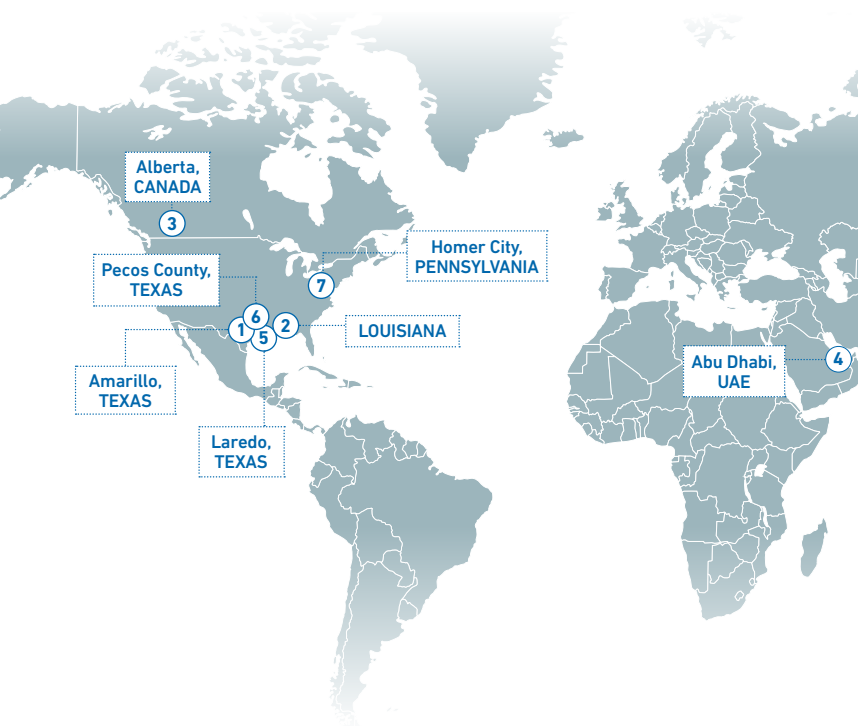 Alberta,
CANADA
3
Homer City,
PENNSYLVANIA
Pecos County,
TEXAS
7
6
1
5
2
LOUISIANA
Abu Dhabi,
UAE
4
Amarillo,
TEXAS
Laredo,
TEXAS